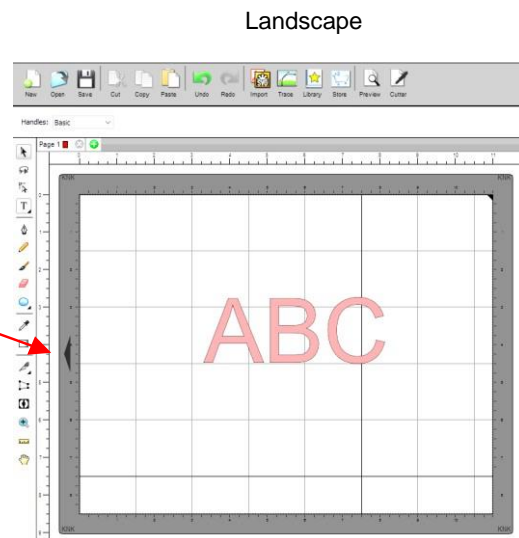 Landscape
New Open Save Cut Copy Paste Undo Redo Import Trace Library Store Preview Cutter
Handles: Basic
Page 1
KNK KNK
ABC
KNK KNK